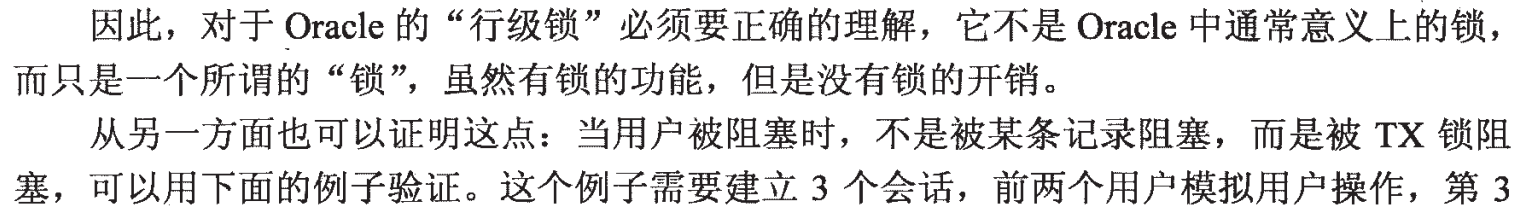 因此，对于 Oracle 的“行级锁”必须要正确的理解，它不是 Oracle 中通常意义上的锁，
而只是一个所谓的“锁”，虽然有锁的功能，但是没有锁的开销。
从另一方面也可以证明这点：当用户被阻塞时，不是被某条记录阻塞，而是被 TX 锁阻
塞，可以用下面的例子验证。这个例子需要建立 3 个会话，前两个用户模拟用户操作，第 3